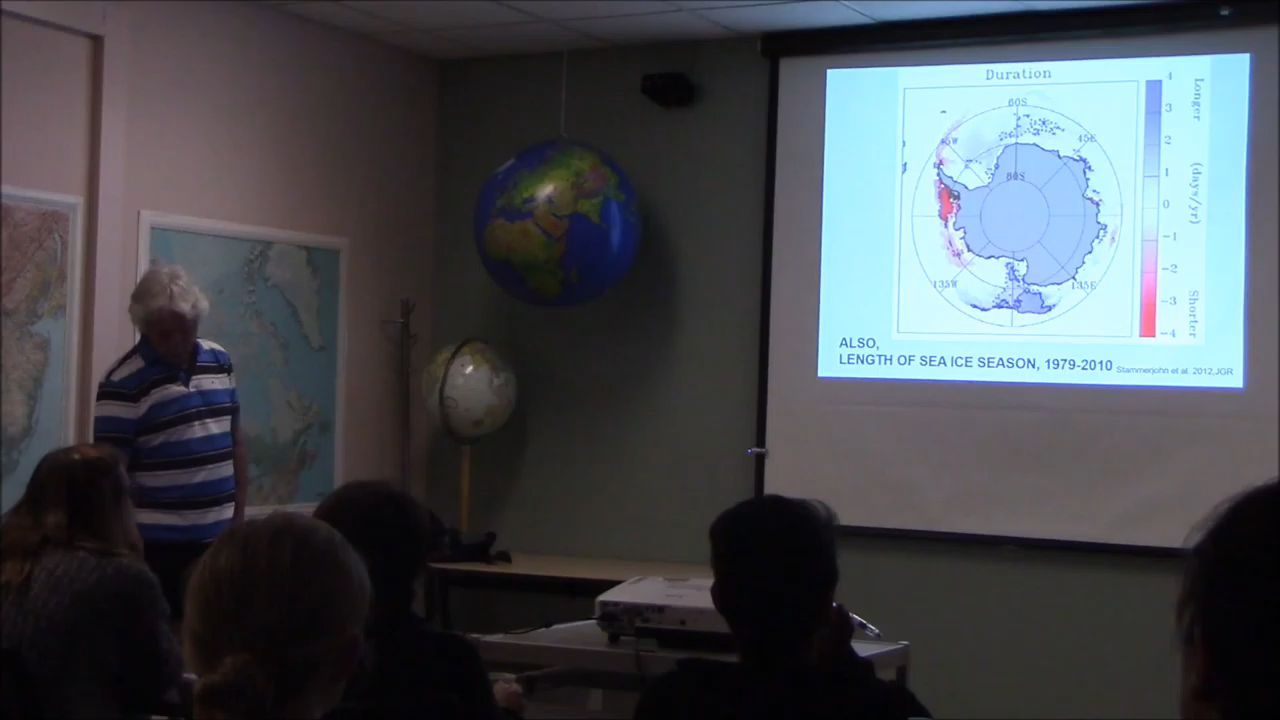 Duration
60S
45W
45E
80S
135W
135E
4
3
2
1
0
-1
-2
-3
-4
Longer
(days/yr)
Shorter
ALSO,
LENGTH OF SEA ICE SEASON, 1979-2010 Stammerjohn et al. 2012,JGR